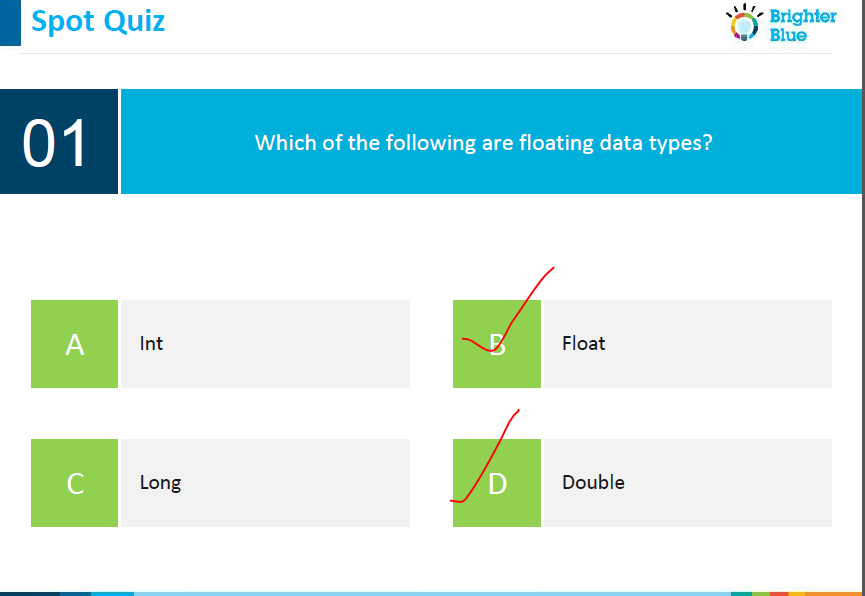 Spot Quiz
Brighter
Blue
01
Which of the following are floating data types?
A
Int
B
Float
C
Long
D
Double